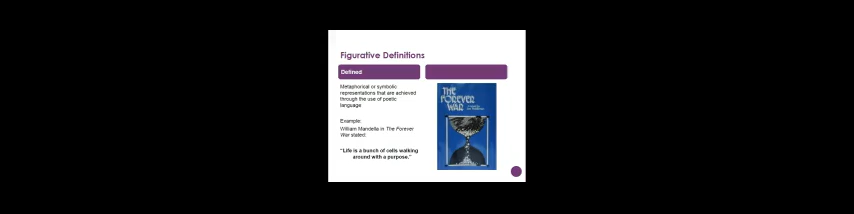 Figurative Definitions
Defined
Metaphorical or symbolic
representations that are achieved
through the use of poetic
language
Example:
William Mandella in The Forever
War stated:
"Life is a bunch of cells walking
around with a purpose."
THE
FOREVER
WAR